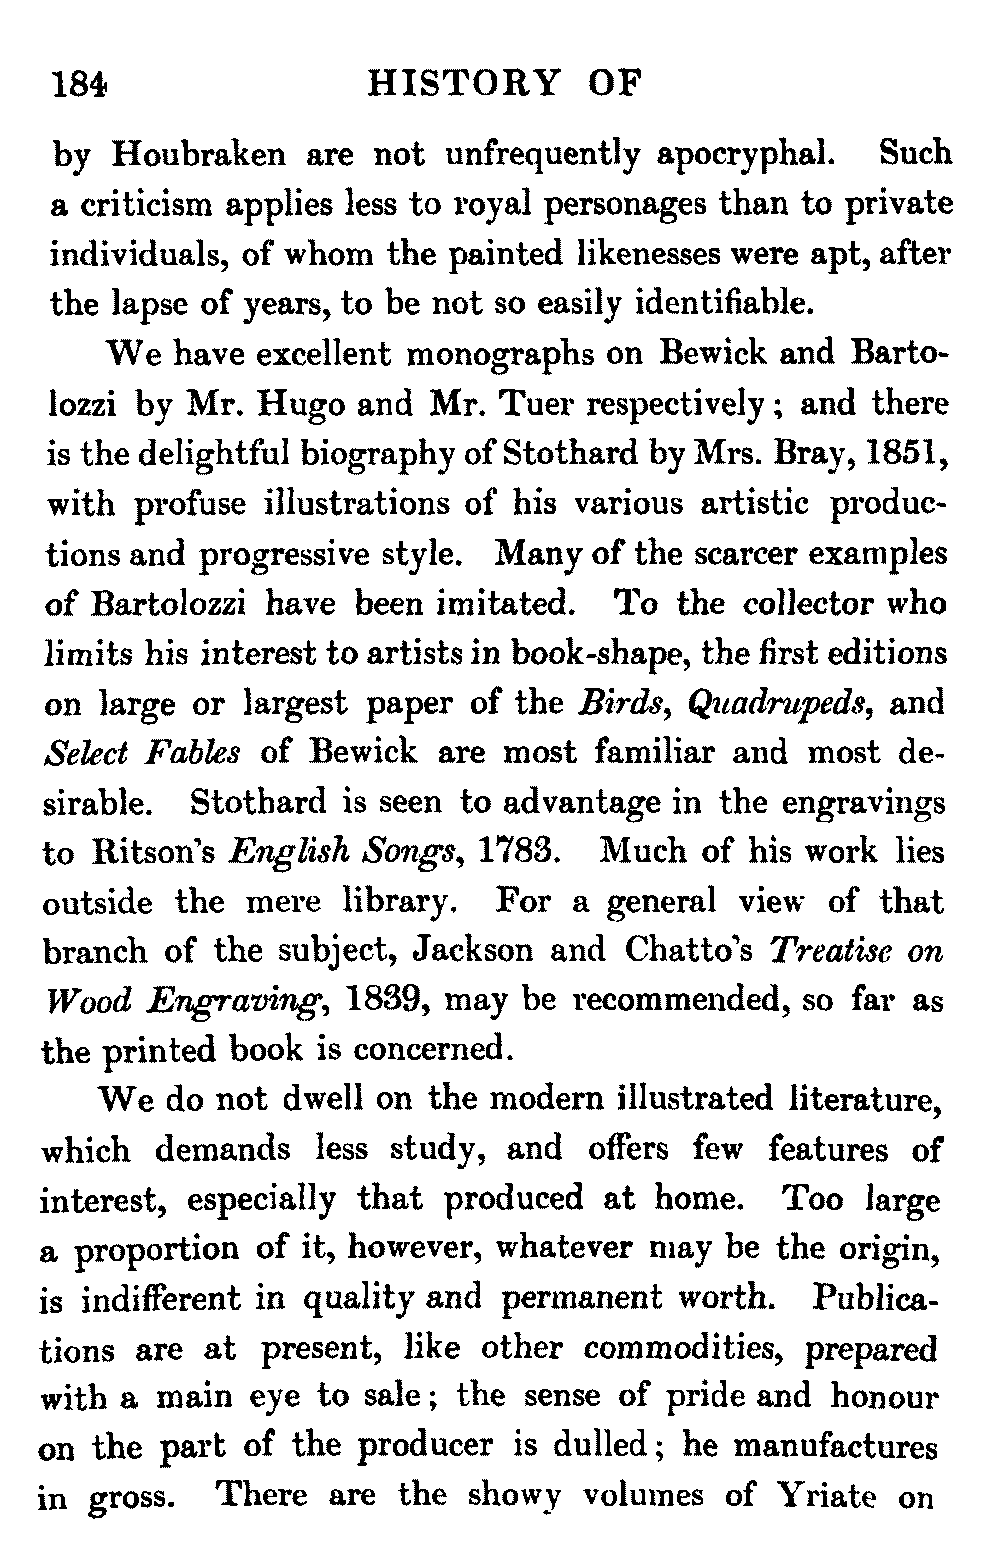 184 HISTORY OF
by Houbraken are not unfrequently apocryphal. Such
a criticism applies less to royal personages than to private
individuals, of whom the painted likenesses were apt, after
the lapse of years, to be not so easily identifiable.
We have excellent monographs on Bewick and Barto-
lozzi by Mr. Hugo and Mr. Tuer respectively; and there
is the delightful biography of Stothard by Mrs. Bray, 1851,
with profuse illustrations of his various artistic produc-
tions and progressive style. Many of the scarcer examples
of Bartolozzi have been imitated. To the collector who
limits his interest to artists in book-shape, the first editions
on large or largest paper of the Birds, Quadrupeds, and
Select Fables of Bewick are most familiar and most de-
sirable. Stothard is seen to advantage in the engravings
to Ritson's English Songs, 1783. Much of his work lies
outside the mere library. For a general view of that
branch of the subject, Jackson and Chatto's Treatise on
Wood Engraving, 1839, may be recommended, so far as
the printed book is concerned.
We do not dwell on the modern illustrated literature,
which demands less study, and offers few features of
interest, especially that produced at home. Too large
a proportion of it, however, whatever may be the origin,
is indifferent in quality and permanent worth. Publica-
tions are at present, like other commodities, prepared
with a main eye to sale; the sense of pride and honour
on the part of the producer is dulled; he manufactures
in gross. There are the showy volumes of Yriate on